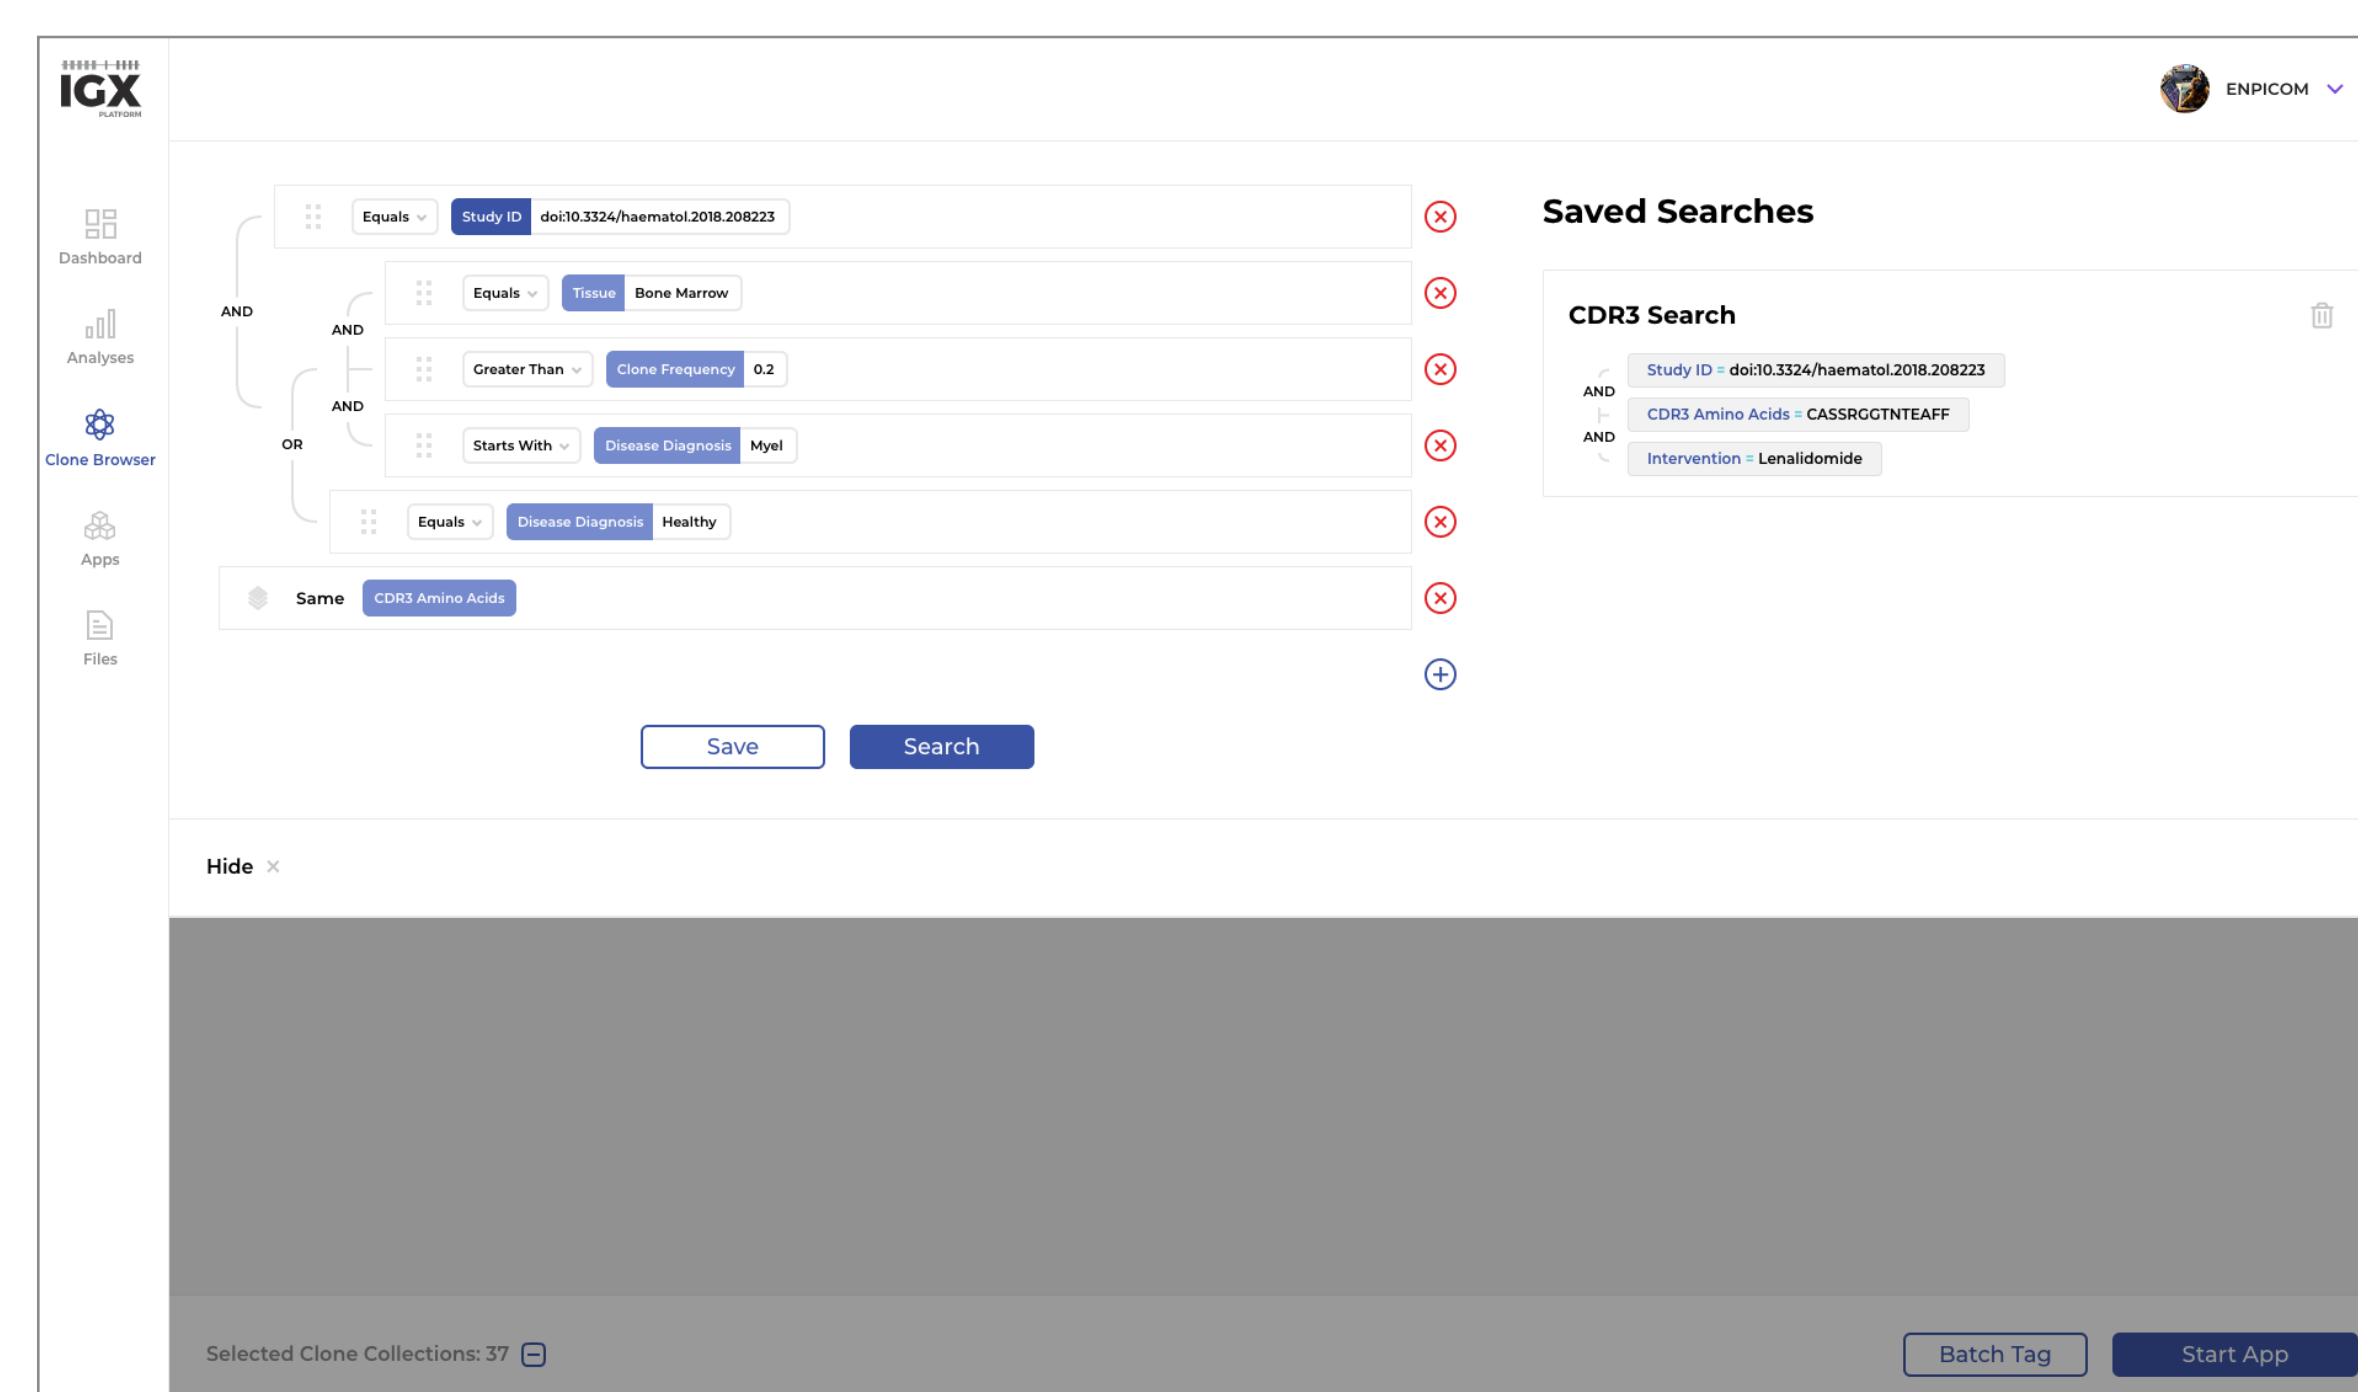 IGX
PLATFORM
ENPICOM
Dashboard
Analyses
Clone Browser
Apps
Files
Equals Study ID doi:10.3324/haematol.2018.208223
AND
Equals Tissue Bone Marrow
AND
Greater Than Clone Frequency 0.2
AND
Starts With Disease Diagnosis Myel
OR
Equals Disease Diagnosis Healthy
Same CDR3 Amino Acids
Save Search
Saved Searches
CDR3 Search
Study ID = doi:10.3324/haematol.2018.208223
AND
CDR3 Amino Acids = CASSRGGTNTEAFF
AND
Intervention = Lenalidomide
Hide ×
Selected Clone Collections: 37
Batch Tag Start App